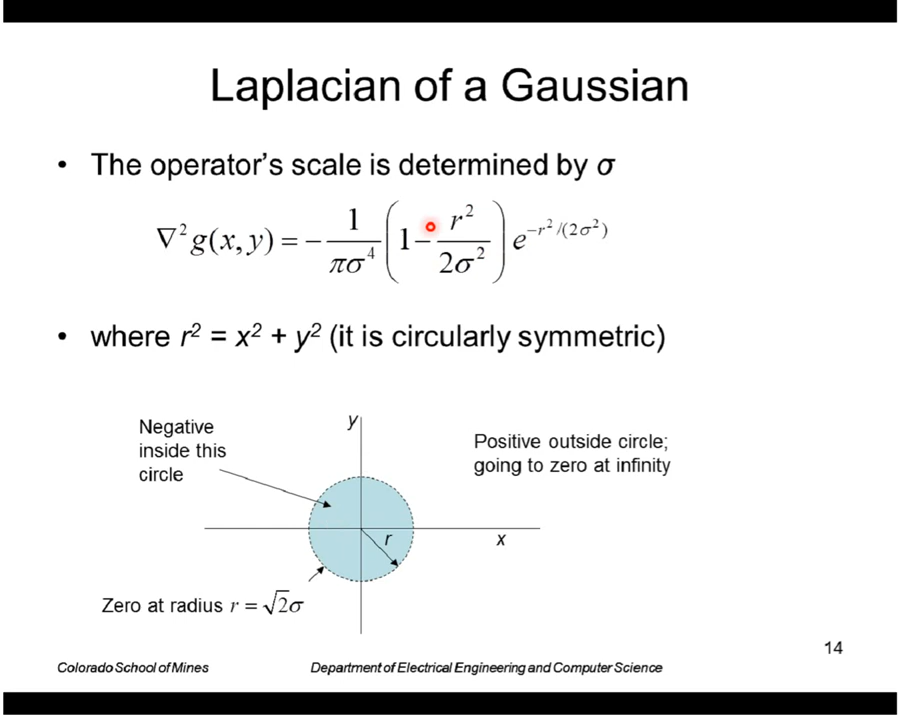 Laplacian of a Gaussian
• The operator's scale is determined by σ
∇²g(x, y) = −1/(πσ⁴) (1 − r²/(2σ²)) e^(−r²/(2σ²))
• where r² = x² + y² (it is circularly symmetric)
Negative
inside this
circle
y
Positive outside circle;
going to zero at infinity
r
x
Zero at radius r = √2σ
14
Colorado School of Mines
Department of Electrical Engineering and Computer Science